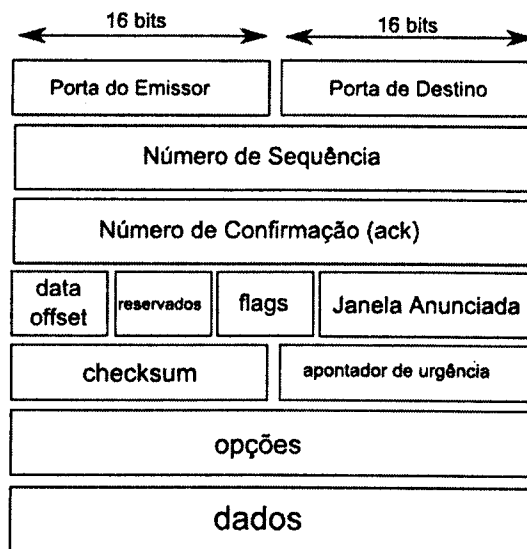 16 bits 16 bits
Porta do Emissor Porta de Destino
Número de Sequência
Número de Confirmação (ack)
data offset reservados flags Janela Anunciada
checksum apontador de urgência
opções
dados